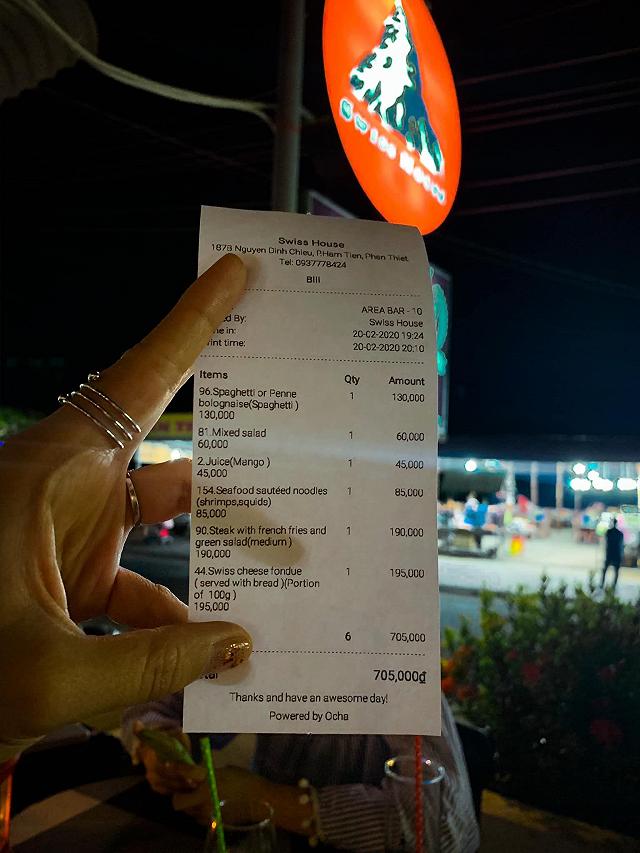 Swiss House
Swiss House
187B Nguyen Dinh Chieu, P.Ham Tien, Phan Thiet.
Tel: 0937778424
Bill
AREA BAR - 10
By: Swiss House
in: 20-02-2020 19:24
time: 20-02-2020 20:10
Items Qty Amount
96.Spaghetti or Penne 1 130,000
bolognaise(Spaghetti )
130,000
81.Mixed salad 1 60,000
60,000
2.Juice(Mango ) 1 45,000
45,000
154.Seafood sautéed noodles 1 85,000
(shrimps,squids)
85,000
90.Steak with french fries and 1 190,000
green salad(medium )
190,000
44.Swiss cheese fondue 1 195,000
( served with bread )(Portion
of 100g )
195,000
6 705,000
705,000₫
Thanks and have an awesome day!
Powered by Ocha